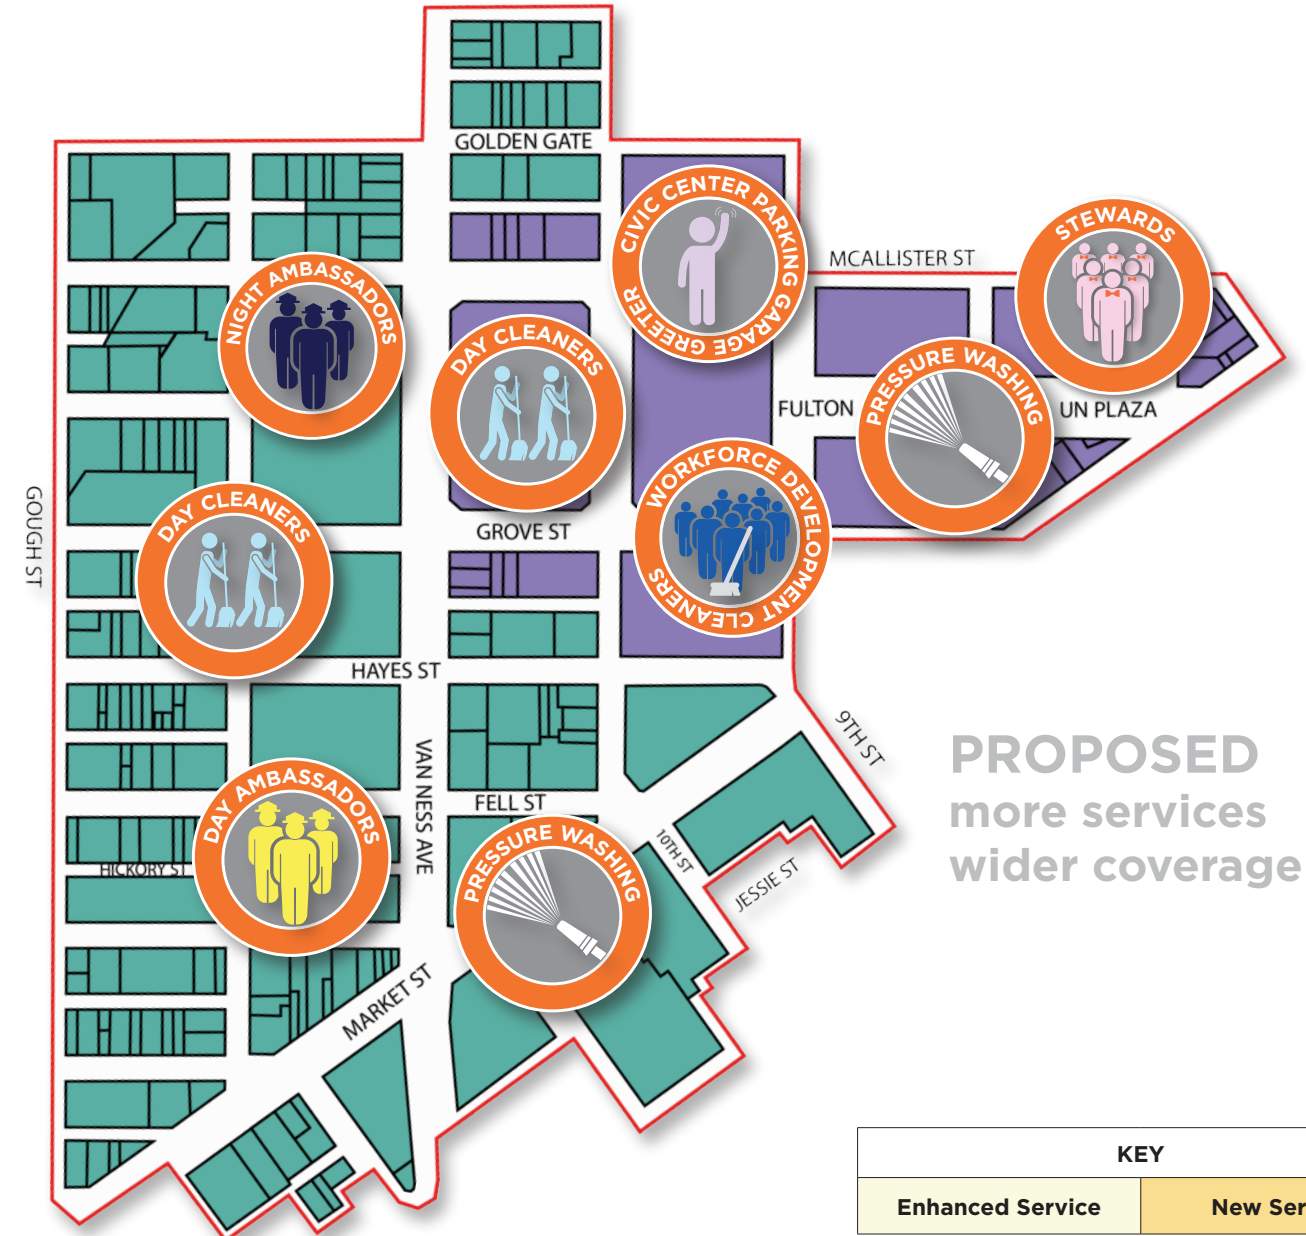 GOLDEN GATE
CIVIC CENTER PARKING GARAGE GREETER
STEWARDS
MCALLISTER ST
NIGHT AMBASSADORS
DAY CLEANERS
PRESSURE WASHING
FULTON
UN PLAZA
WORKFORCE DEVELOPMENT CLEANERS
GOUGH ST
DAY CLEANERS
GROVE ST
HAYES ST
9TH ST
PROPOSED
more services
wider coverage
VAN NESS AVE
DAY AMBASSADORS
FELL ST
PRESSURE WASHING
10TH ST
HICKORY ST
JESSIE ST
MARKET ST
KEY
Enhanced Service
New Ser